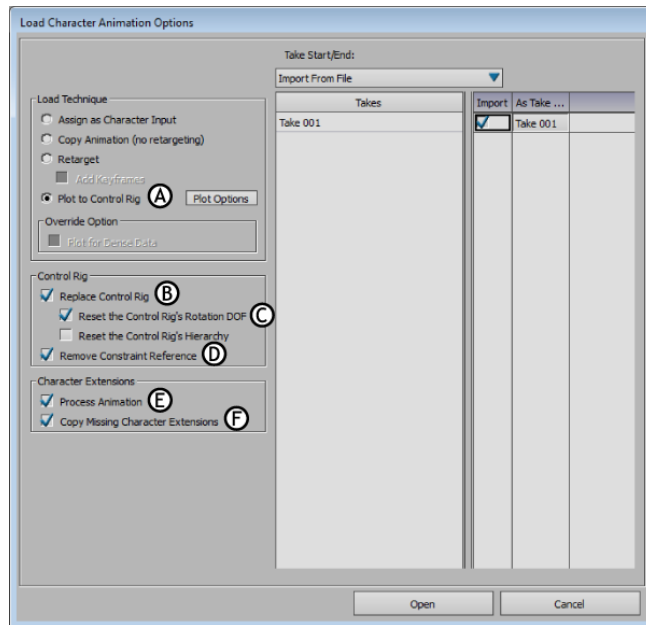 Load Character Animation Options
Take Start/End:
Import From File
Load Technique
Assign as Character Input
Copy Animation (no retargeting)
Retarget
Add Keyframes
Plot to Control Rig A Plot Options
Override Option
Plot for Dense Data
Control Rig
Replace Control Rig B
Reset the Control Rig's Rotation DOF C
Reset the Control Rig's Hierarchy
Remove Constraint Reference D
Character Extensions
Process Animation E
Copy Missing Character Extensions F
Takes
Take 001
Import As Take ...
Take 001
Open Cancel